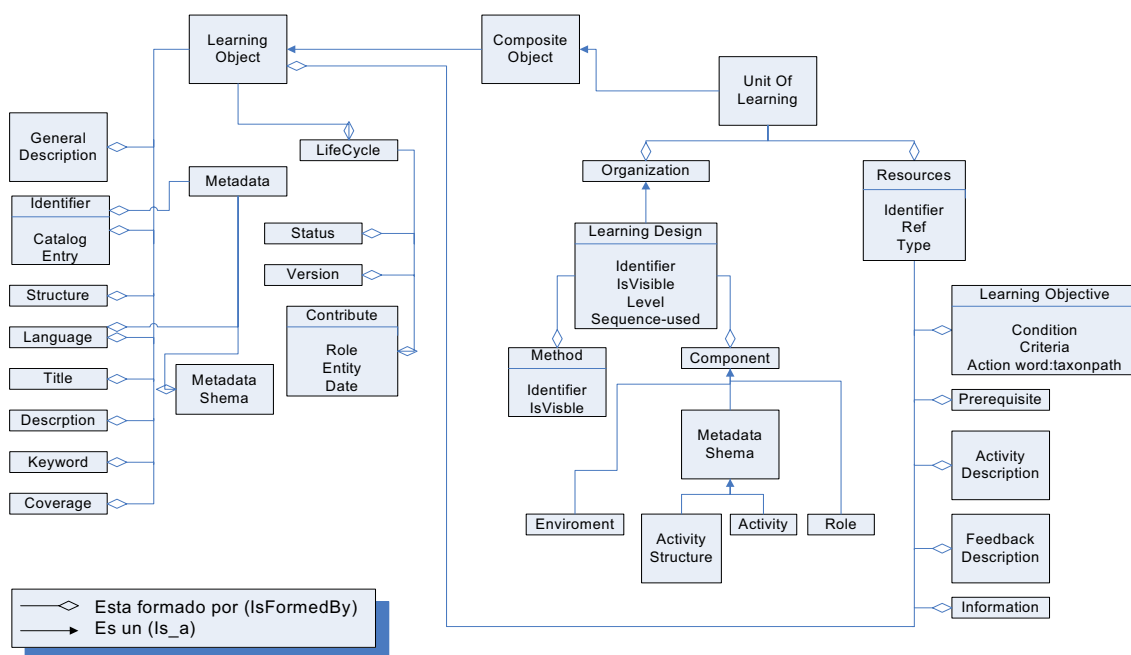 Learning
Object
Composite
Object
Unit Of
Learning
General
Description
LifeCycle
Metadata
Organization
Resources
Identifier
Ref
Type
Identifier
Catalog
Entry
Status
Version
Learning Design
Identifier
IsVisible
Level
Sequence-used
Structure
Language
Title
Descrption
Keyword
Coverage
Metadata
Shema
Contribute
Role
Entity
Date
Method
Identifier
IsVisble
Component
Metadata
Shema
Enviroment
Activity
Structure
Activity
Role
Learning Objective
Condition
Criteria
Action word:taxonpath
Prerequisite
Activity
Description
Feedback
Description
Information
Esta formado por (IsFormedBy)
Es un (Is_a)